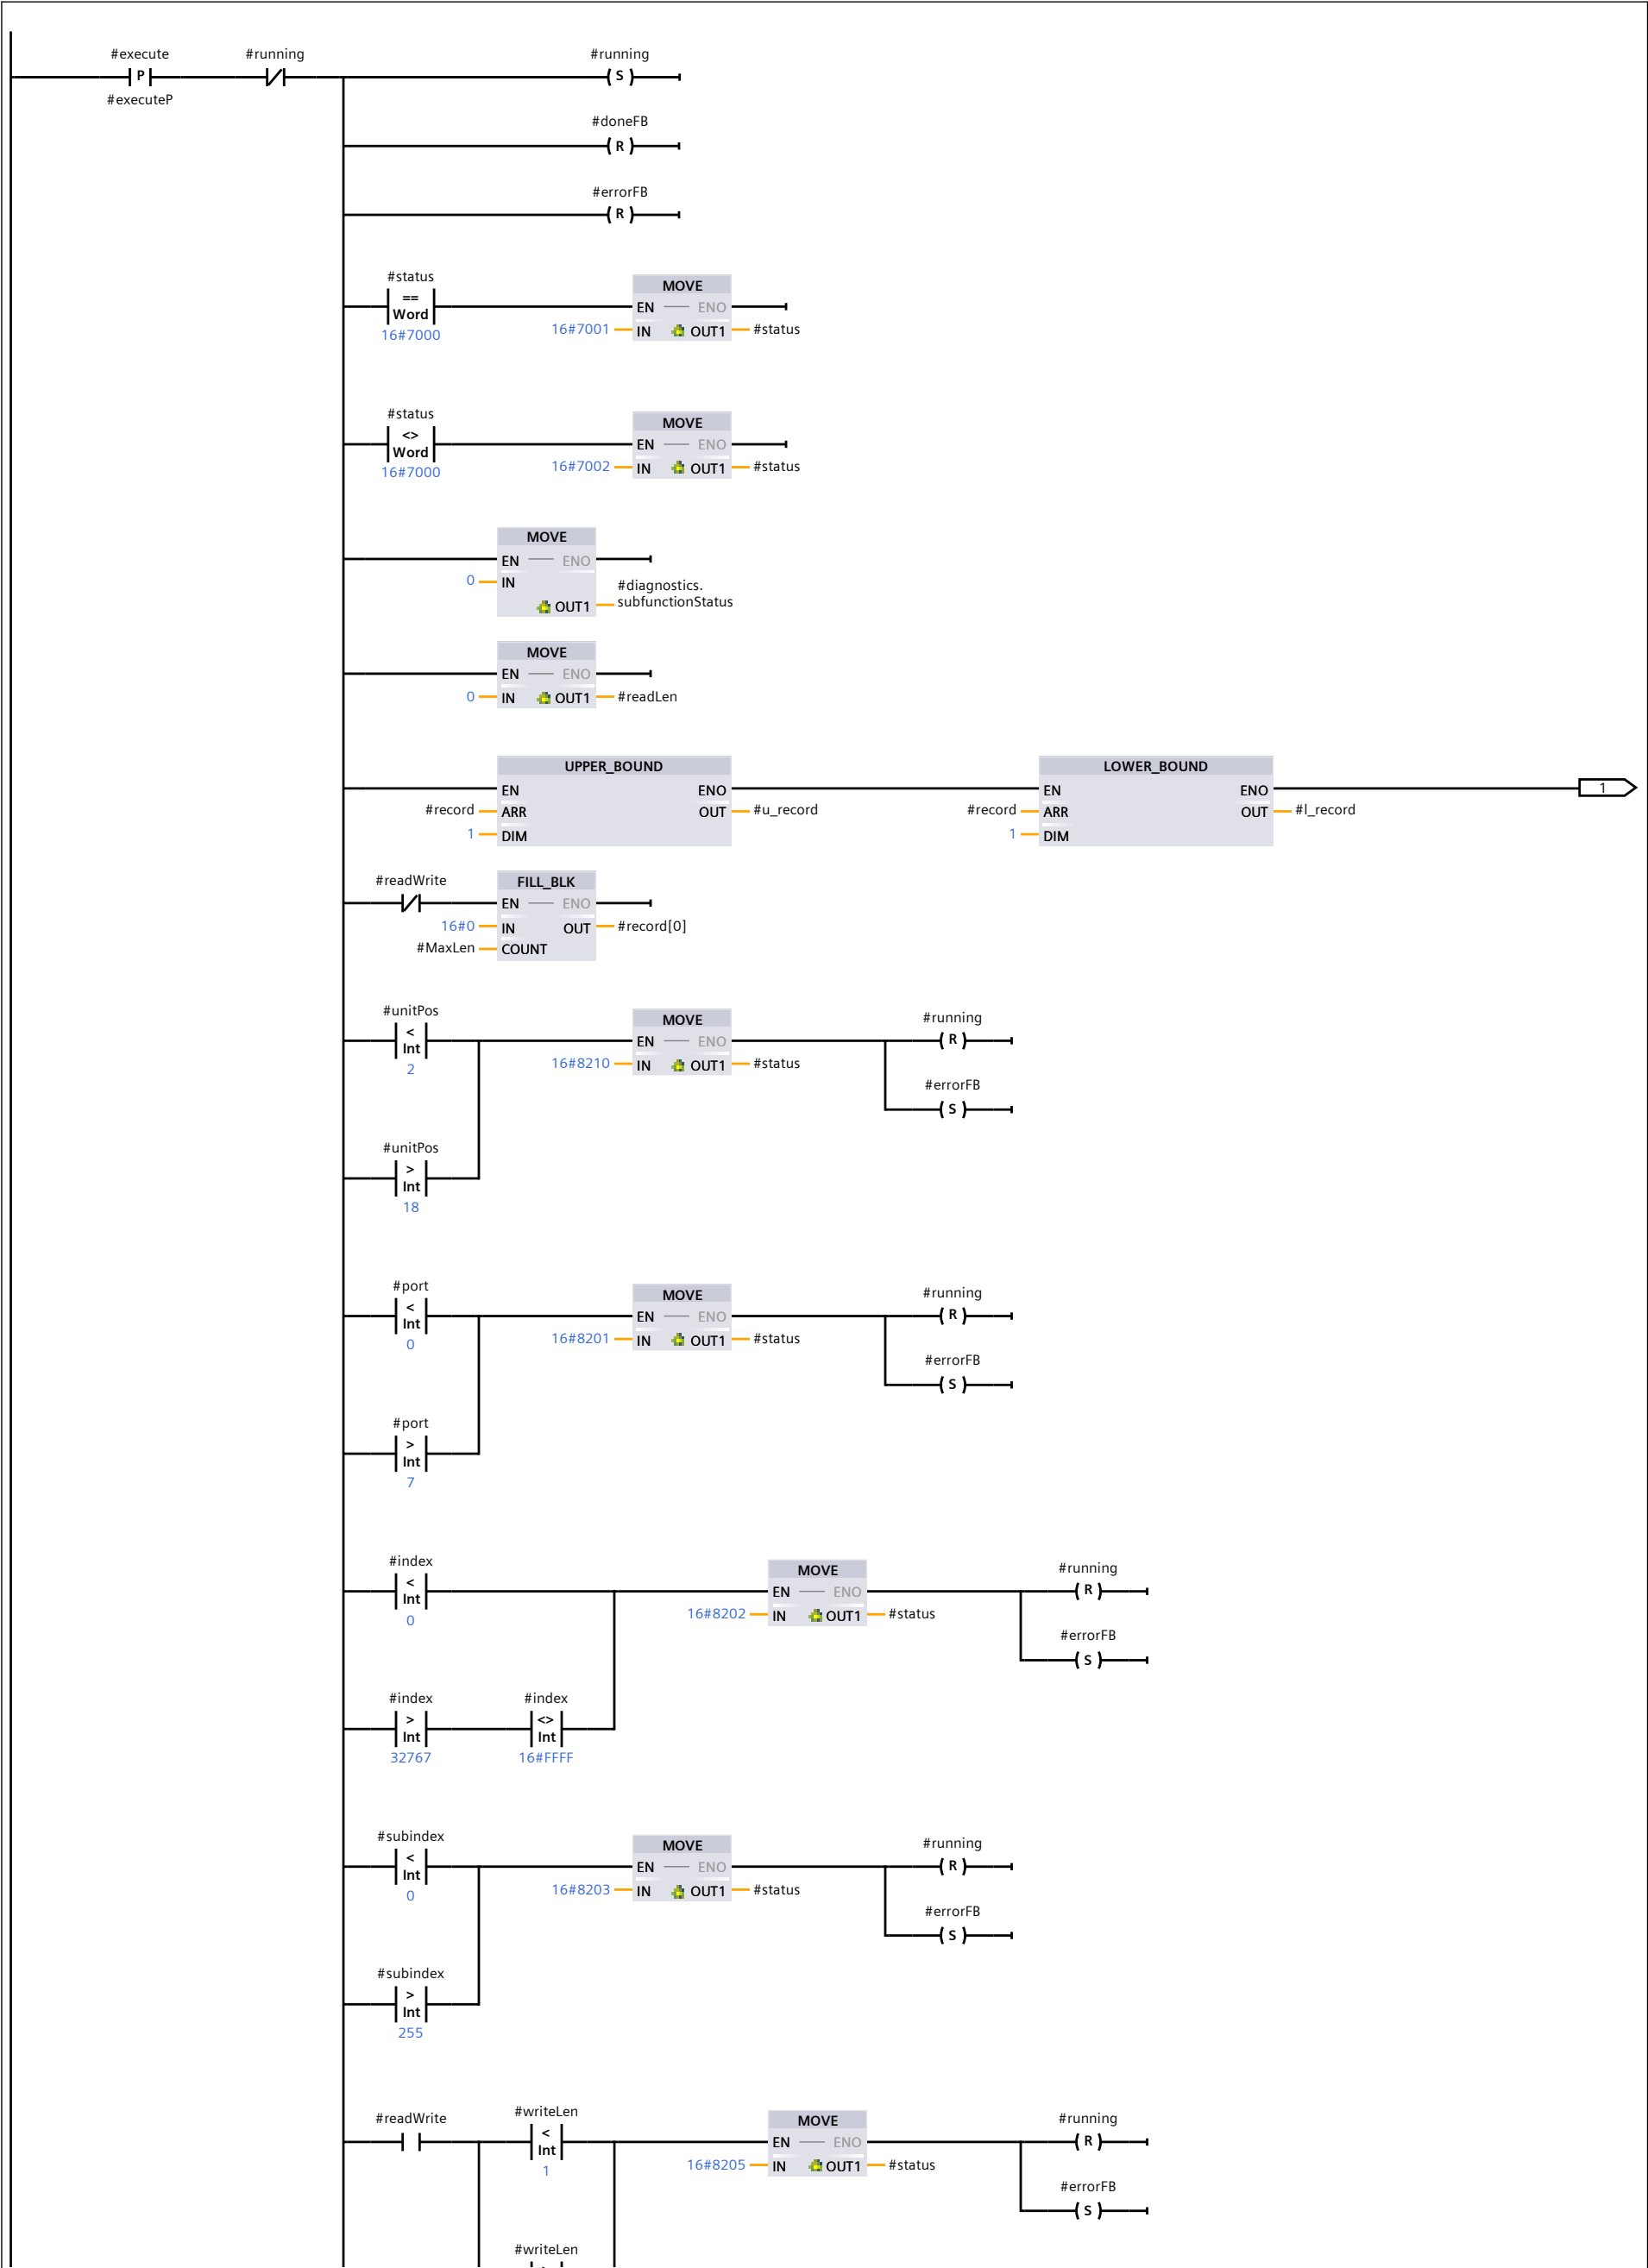 #execute #running #running
P S
#executeP
#doneFB
R
#errorFB
R
#status
== Word
16#7000
MOVE
EN ENO
16#7001 IN OUT1 #status
#status
<> Word
16#7000
MOVE
EN ENO
16#7002 IN OUT1 #status
MOVE
EN ENO
0 IN
#diagnostics.
subfunctionStatus
OUT1
MOVE
EN ENO
0 IN OUT1 #readLen
UPPER_BOUND LOWER_BOUND
EN ENO EN ENO 1
#record ARR OUT #u_record #record ARR OUT #l_record
1 DIM 1 DIM
#readWrite FILL_BLK
EN ENO
16#0 IN OUT #record[0]
#MaxLen COUNT
#unitPos
< Int
2
MOVE #running
EN ENO R
16#8210 IN OUT1 #status
#errorFB
S
#unitPos
> Int
18
#port
< Int
0
MOVE #running
EN ENO R
16#8201 IN OUT1 #status
#errorFB
S
#port
> Int
7
#index
< Int
0
MOVE #running
EN ENO R
16#8202 IN OUT1 #status
#errorFB
S
#index #index
> Int <> Int
32767 16#FFFF
#subindex
< Int
0
MOVE #running
EN ENO R
16#8203 IN OUT1 #status
#errorFB
S
#subindex
> Int
255
#readWrite #writeLen
< Int
1
MOVE #running
EN ENO R
16#8205 IN OUT1 #status
#errorFB
S
#writeLen